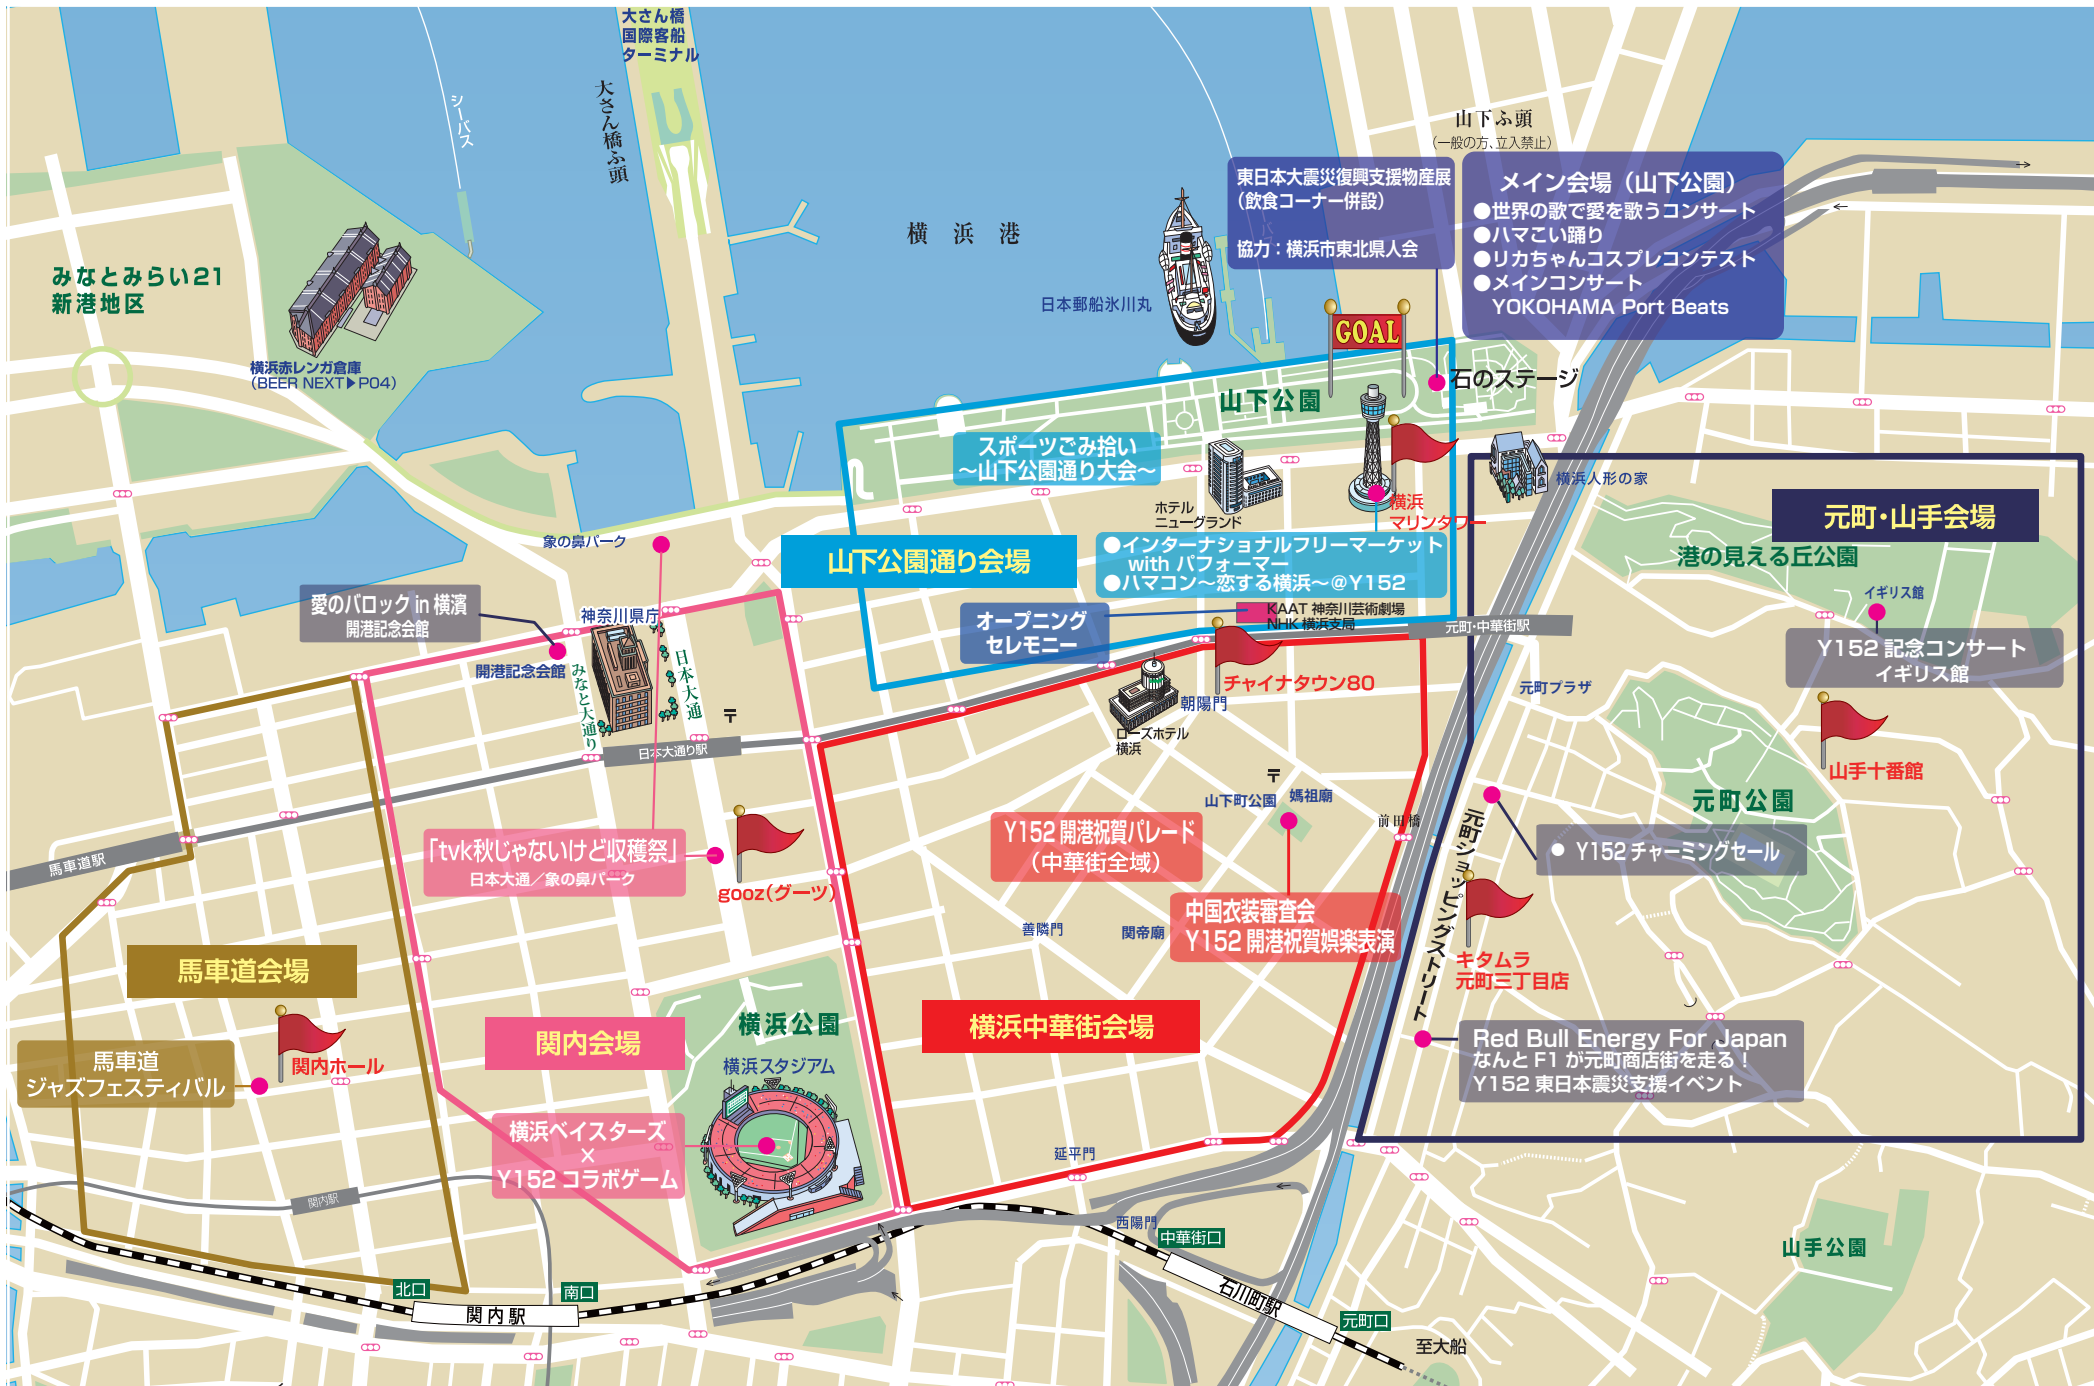 大さん橋
国際客船
ターミナル
大さん橋ふ頭
シーバス
横浜港
山下ふ頭
（一般の方、立入禁止）
東日本大震災復興支援物産展
（飲食コーナー併設）
協力：横浜市東北県人会
メイン会場（山下公園）
●世界の歌で愛を歌うコンサート
●ハマこい踊り
●リカちゃんコスプレコンテスト
●メインコンサート
YOKOHAMA Port Beats
みなとみらい21
新港地区
横浜赤レンガ倉庫
（BEER NEXT▶P04）
日本郵船氷川丸
GOAL
石のステージ
山下公園
スポーツごみ拾い
～山下公園通り大会～
ホテル
ニューグランド
横浜
マリンタワー
横浜人形の家
元町・山手会場
港の見える丘公園
イギリス館
Y152 記念コンサート
イギリス館
象の鼻パーク
山下公園通り会場
●インターナショナルフリーマーケット
with パフォーマー
●ハマコン～恋する横浜～＠Y152
愛のバロック in 横濱
開港記念会館
神奈川県庁
開港記念会館
みなと大通り
日本大通
〒
オープニング
セレモニー
KAAT 神奈川芸術劇場
NHK 横浜支局
元町・中華街駅
チャイナタウン80
朝陽門
ローズホテル
横浜
元町プラザ
日本大通り駅
山手十番館
元町公園
〒
山下町公園
媽祖廟
前田橋
元町ショッピングストリート
● Y152 チャーミングセール
馬車道駅
「tvk秋じゃないけど収穫祭」
日本大通／象の鼻パーク
gooz（グーツ）
Y152 開港祝賀パレード
（中華街全域）
中国衣装審査会
Y152 開港祝賀娯楽表演
善隣門
関帝廟
キタムラ
元町三丁目店
馬車道会場
関内会場
横浜公園
横浜スタジアム
横浜中華街会場
Red Bull Energy For Japan
なんと F1 が元町商店街を走る！
Y152 東日本震災支援イベント
馬車道
ジャズフェスティバル
関内ホール
横浜ベイスターズ
×
Y152 コラボゲーム
延平門
関内駅
西陽門
中華街口
山手公園
北口
南口
関内駅
石川町駅
元町口
至大船